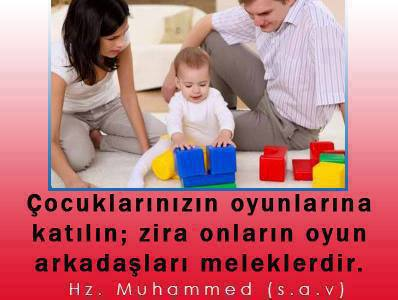 Çocuklarınızın oyunlarına
katılın; zira onların oyun
arkadaşları meleklerdir.
Hz. Muhammed (s.a.v)